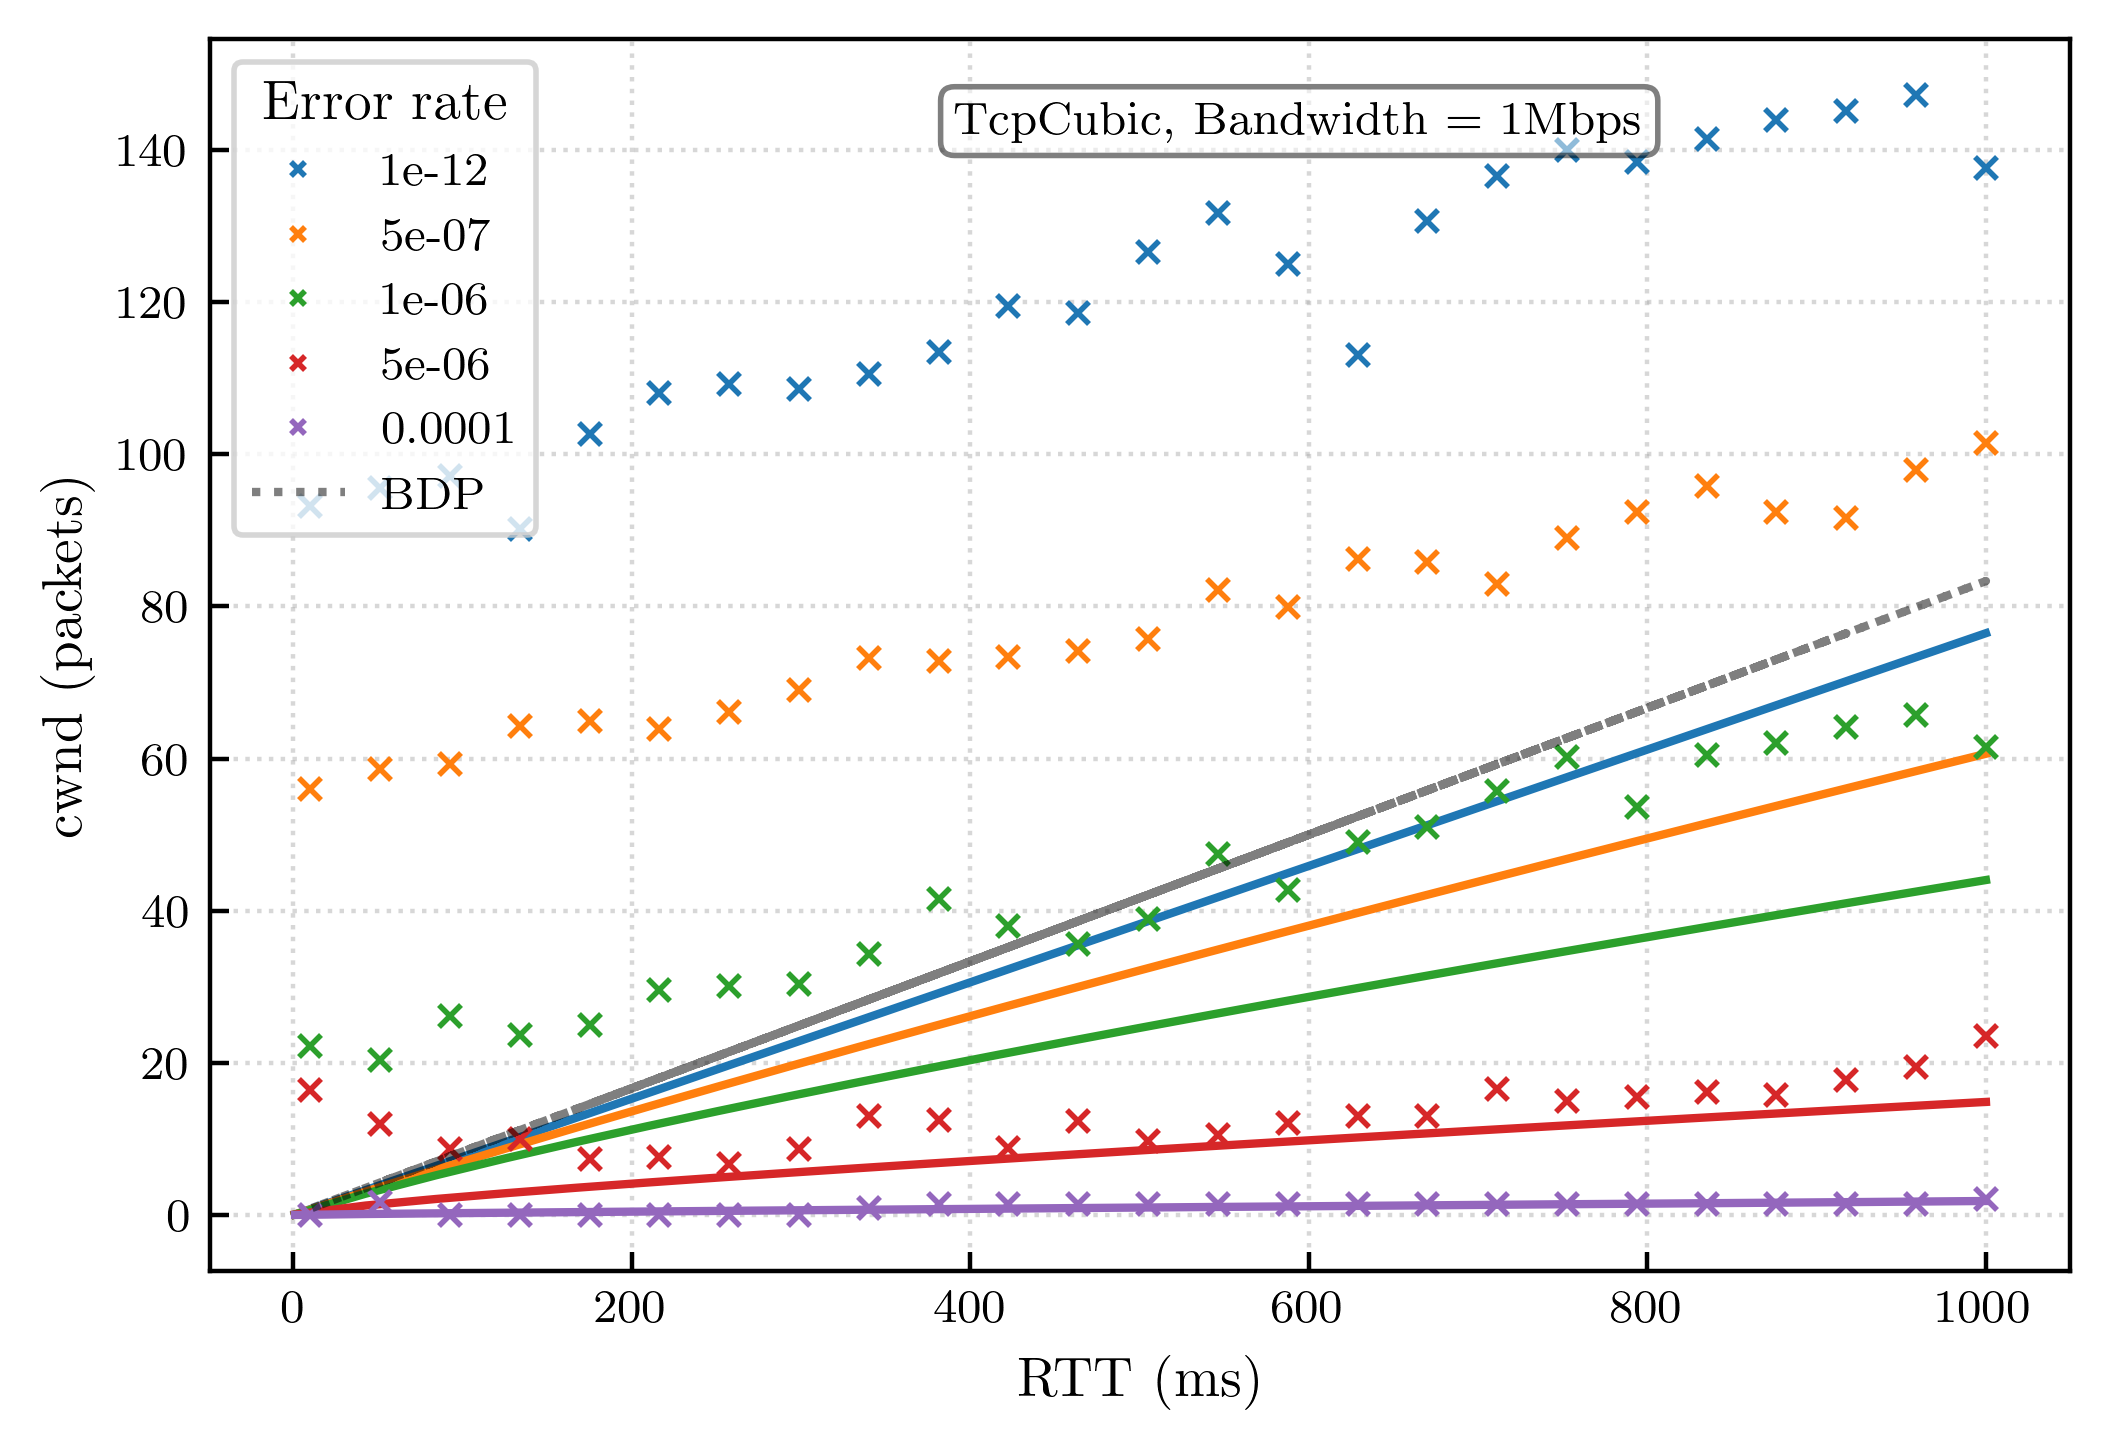 TcpCubic, Bandwidth = 1Mbps
Error rate
1e-12
5e-07
1e-06
5e-06
0.0001
BDP
140
120
100
80
60
40
20
0
cwnd (packets)
0 200 400 600 800 1000
RTT (ms)